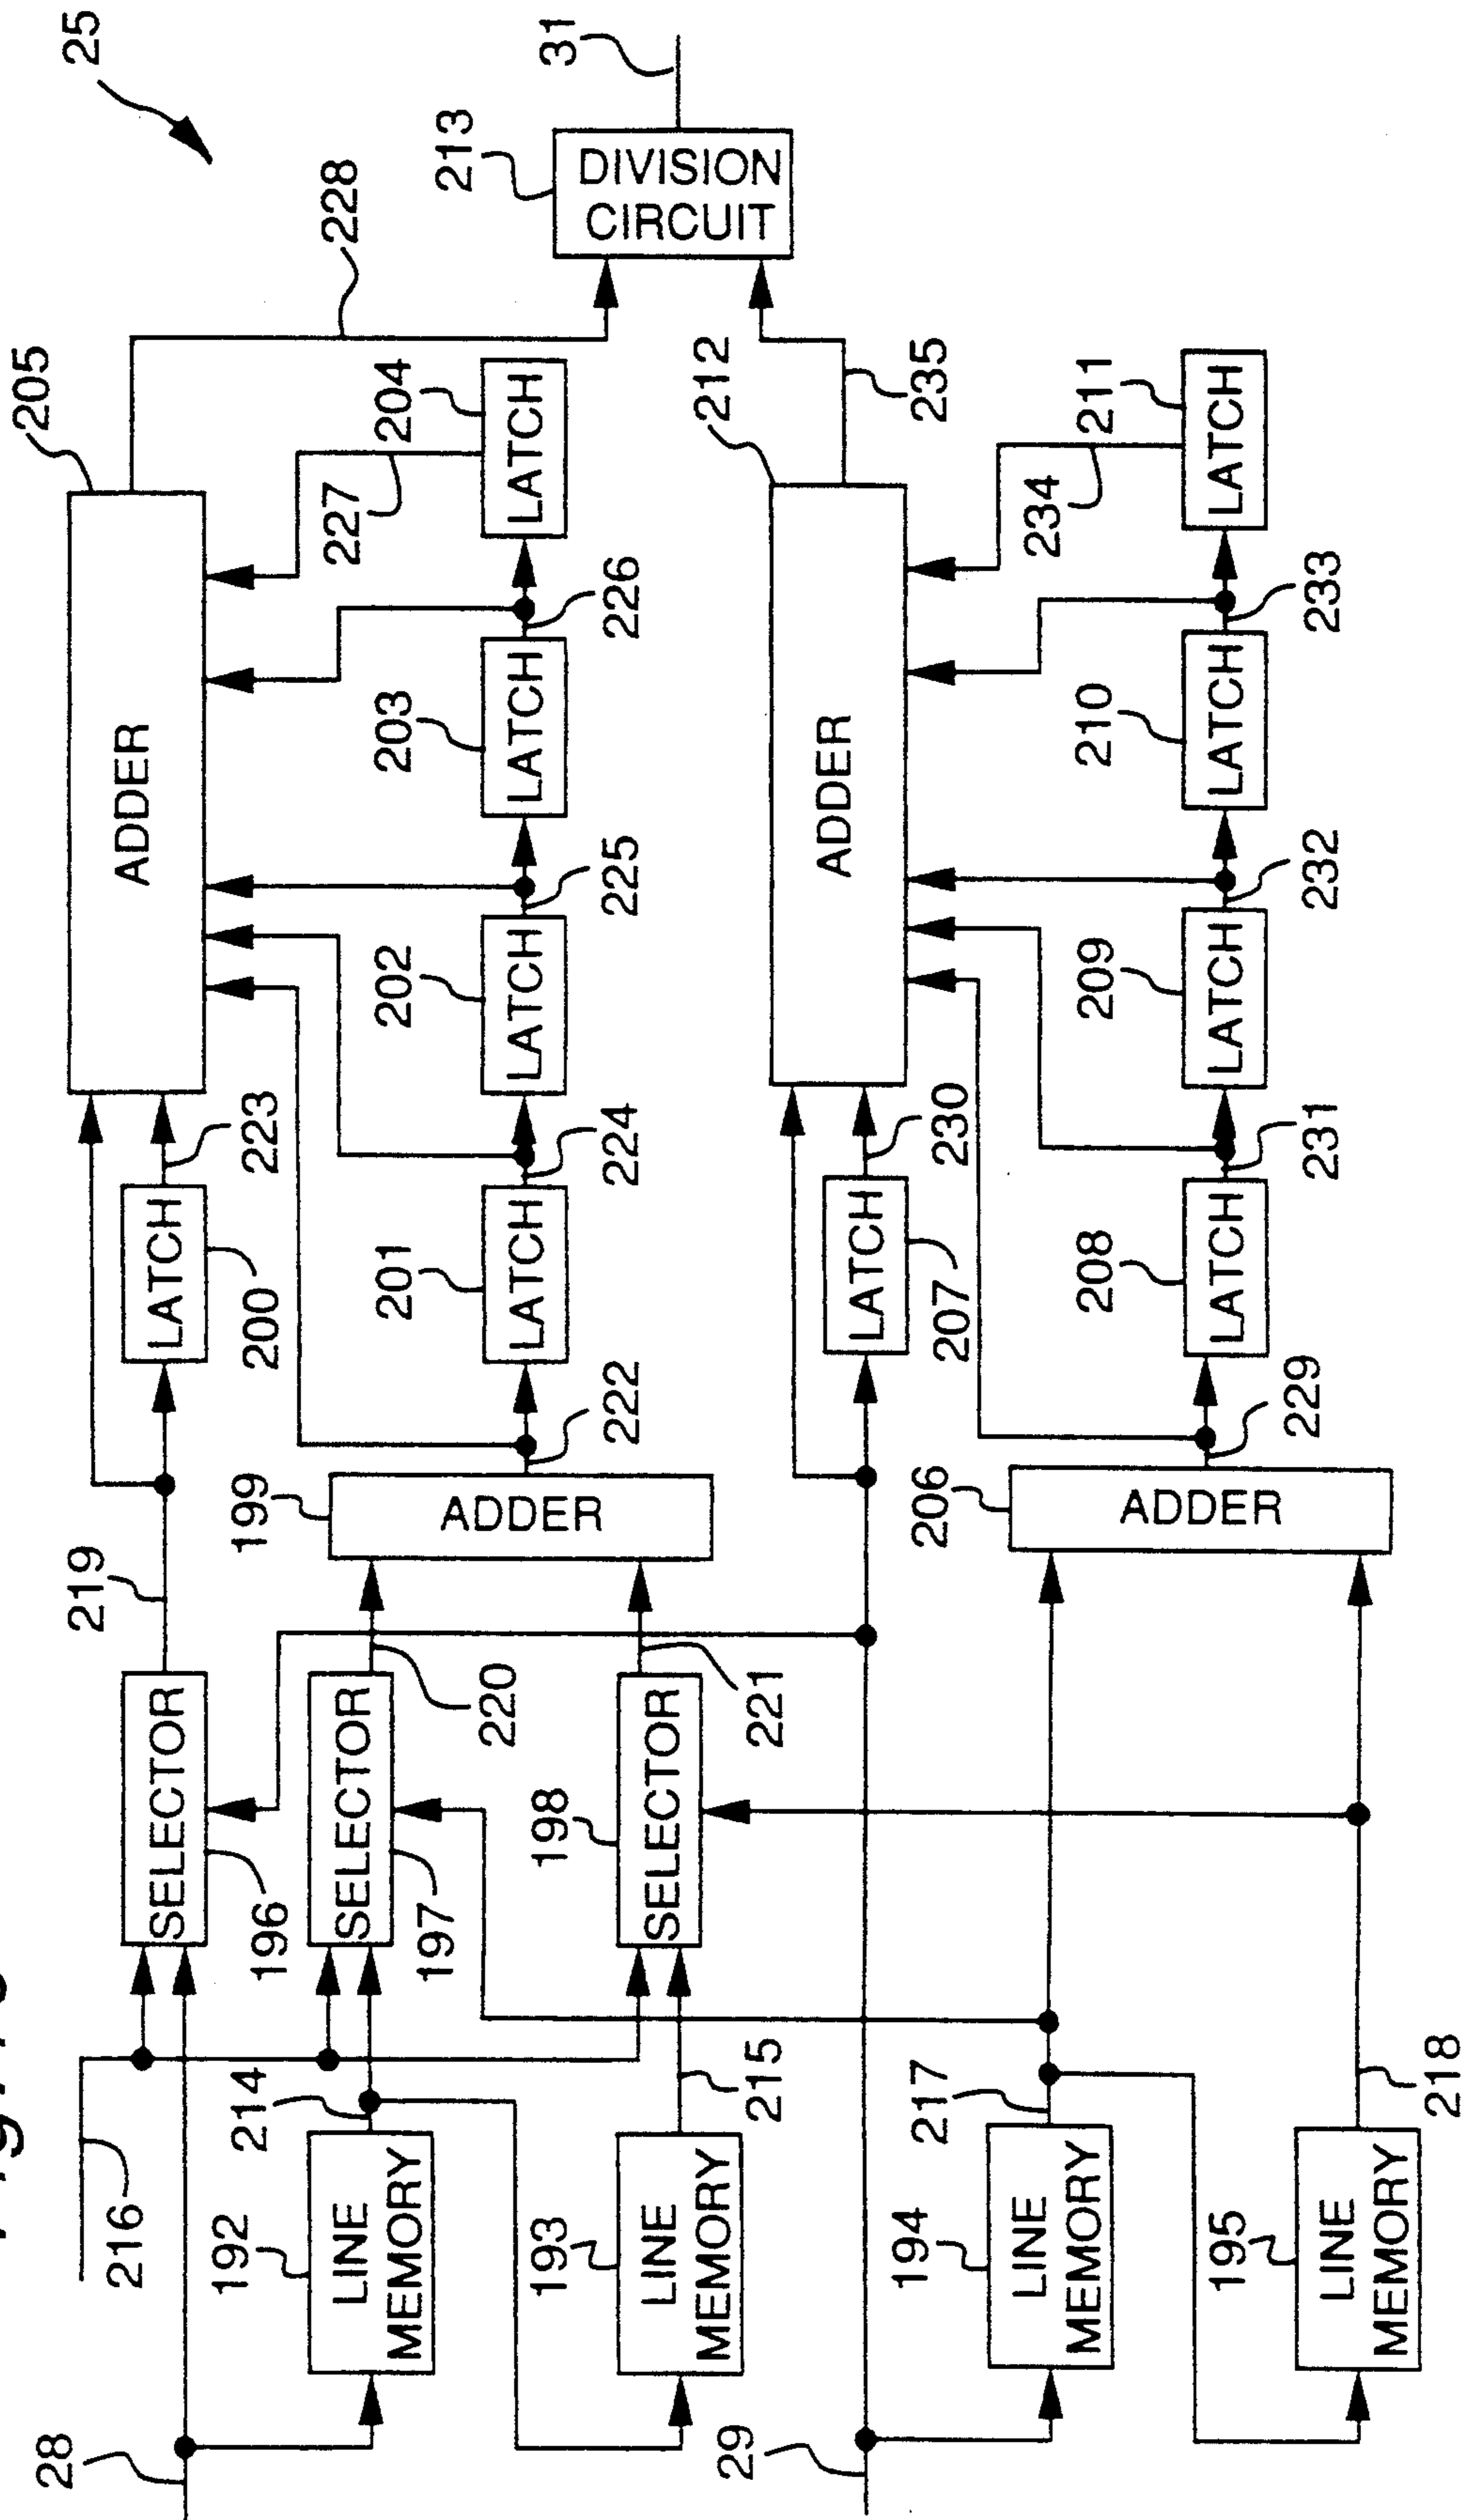 25
205
228
213
DIVISION
CIRCUIT
31
ADDER
227
204
LATCH
226
203
LATCH
225
202
LATCH
224
201
LATCH
222
223
LATCH
200
219
199
ADDER
220
221
SELECTOR
196
SELECTOR
197
198
SELECTOR
216
214
215
28
192
LINE
MEMORY
193
LINE
MEMORY
212
235
ADDER
234
211
LATCH
233
210
LATCH
232
209
LATCH
231
208
LATCH
229
230
LATCH
207
206
ADDER
29
217
194
LINE
MEMORY
218
195
LINE
MEMORY